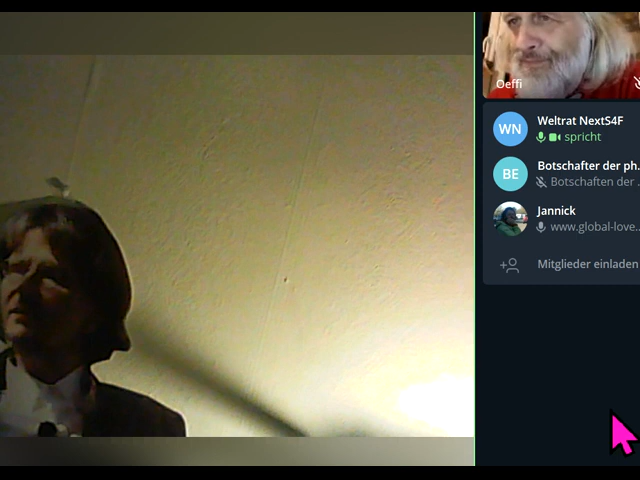 Oeffi
WN
Weltrat NextS4F
spricht
BE
Botschafter der ph...
Botschaften der ...
Jannick
www.global-love...
Mitglieder einladen